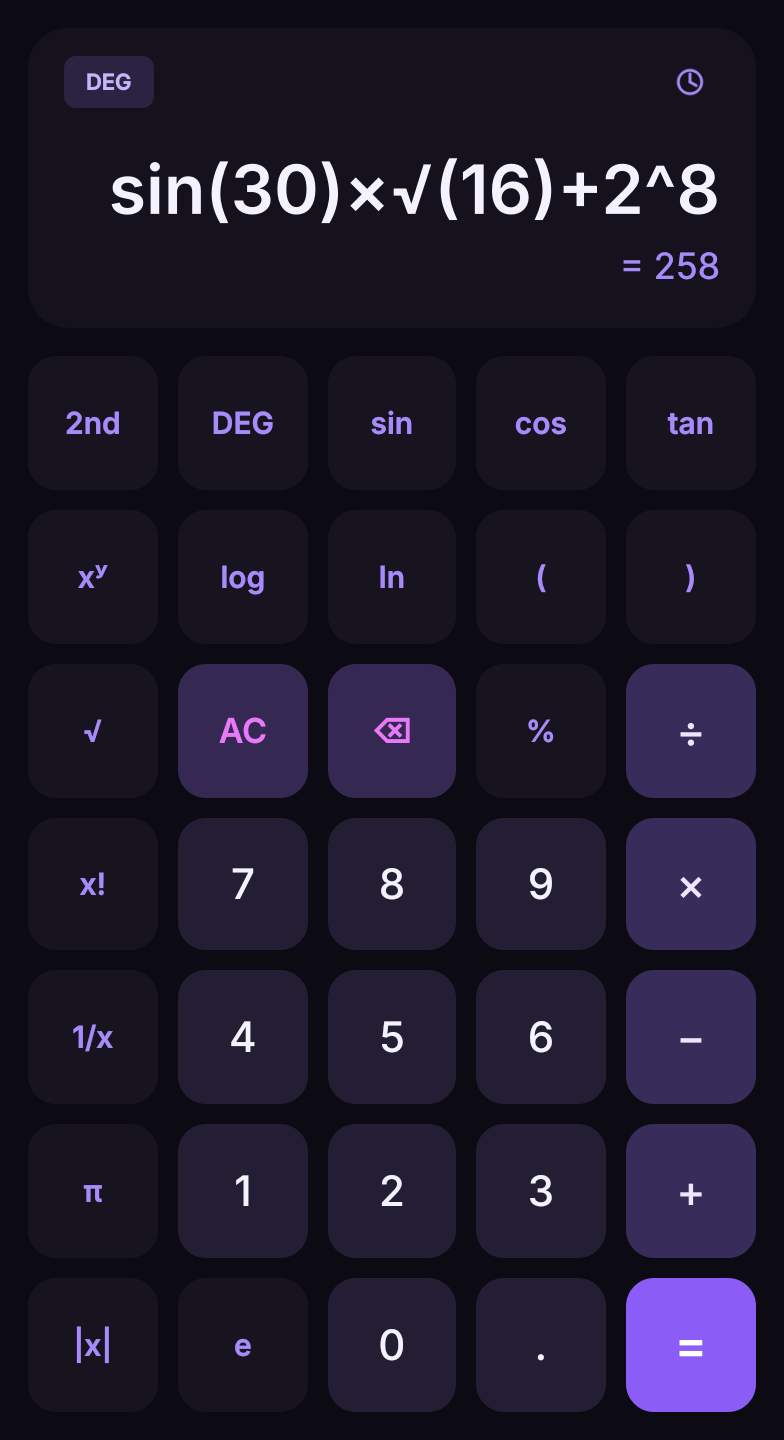 DEG
sin(30)×√(16)+2^8
= 258
2nd DEG sin cos tan
xʸ log ln ( )
√ AC % ÷
x! 7 8 9 ×
1/x 4 5 6 −
π 1 2 3 +
|x| e 0 . =